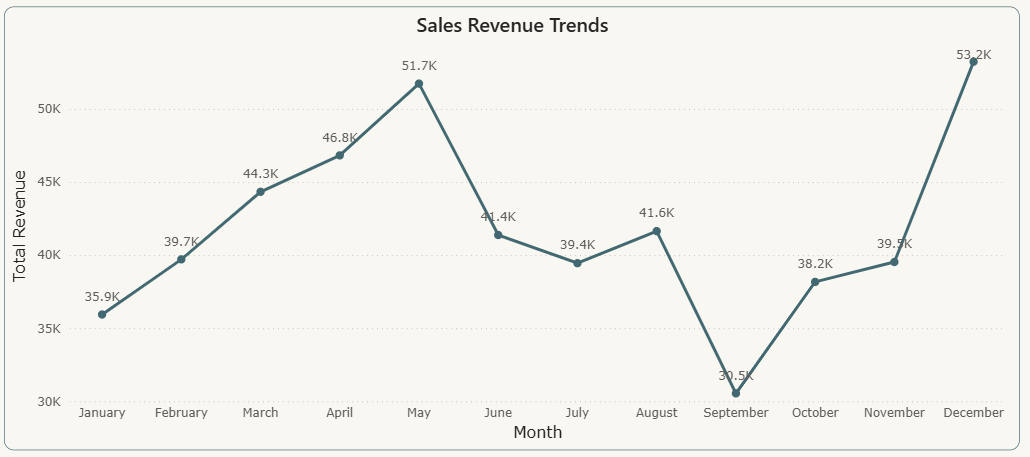 Sales Revenue Trends
Total Revenue
50K
45K
40K
35K
30K
35.9K
39.7K
44.3K
46.8K
51.7K
41.4K
39.4K
41.6K
30.5K
38.2K
39.5K
53.2K
January February March April May June July August September October November December
Month